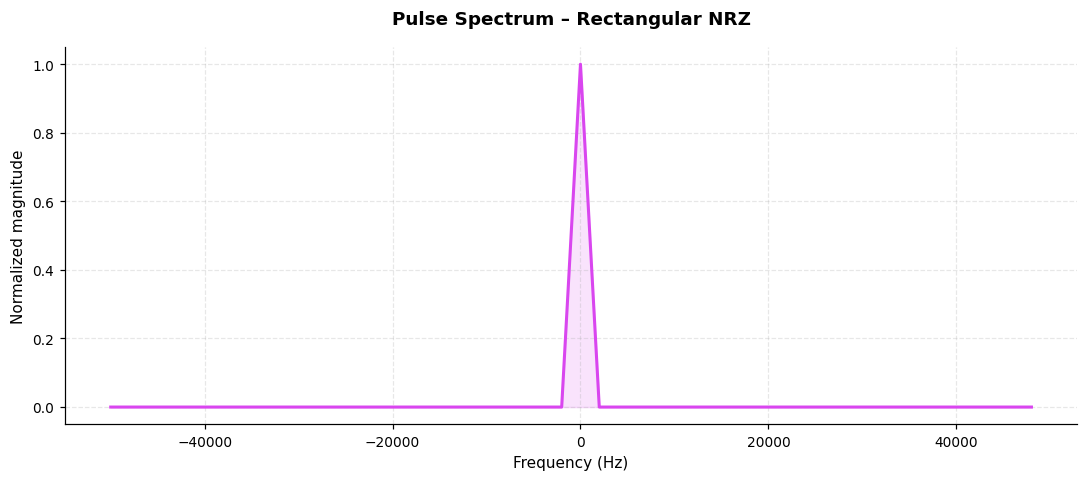 Pulse Spectrum – Rectangular NRZ
Normalized magnitude
1.0
0.8
0.6
0.4
0.2
0.0
−40000 −20000 0 20000 40000
Frequency (Hz)